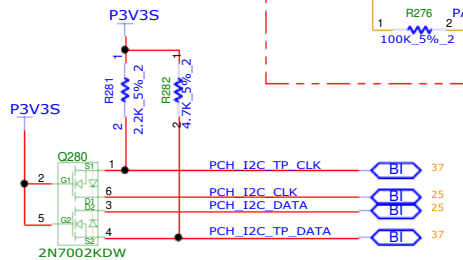 R276
PA
1
2
100K_5%_2
P3V3S
1
1
R281
2.2K_5%_2
R282
4.7K_5%_2
2
2
P3V3S
Q280
S1
1
PCH_I2C_TP_CLK
BI
37
2
G1
6
PCH_I2C_CLK
BI
25
D1
D2
3
PCH_I2C_DATA
BI
25
5
G2
4
PCH_I2C_TP_DATA
BI
37
S2
2N7002KDW